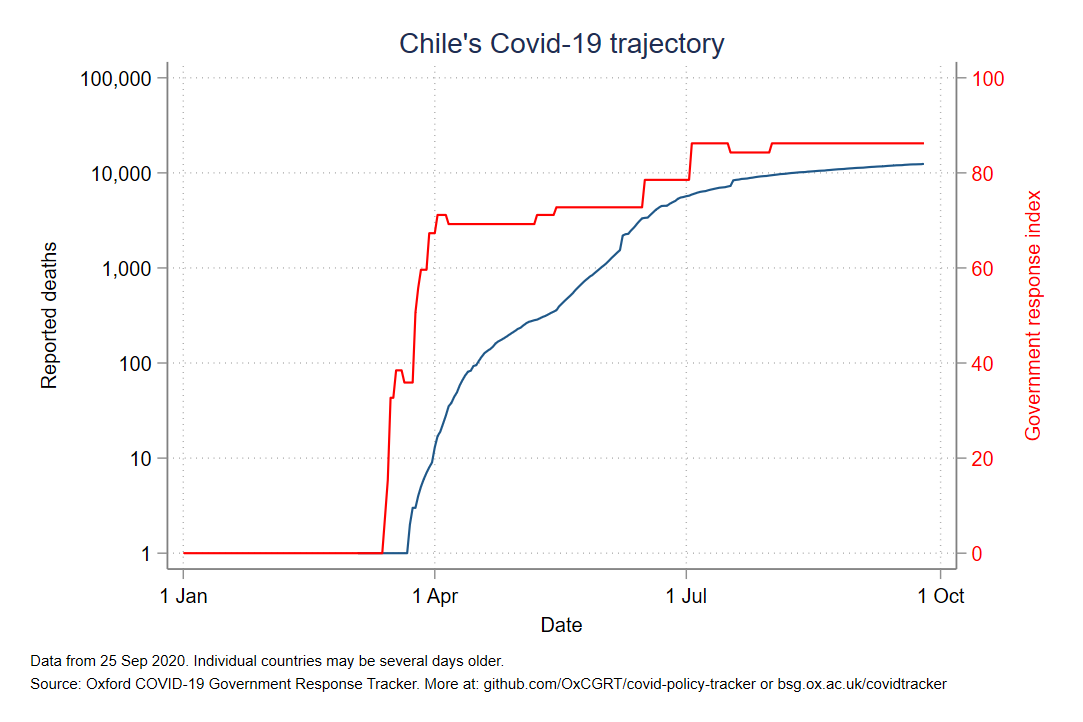 Chile's Covid-19 trajectory
100,000
10,000
1,000
100
10
1
Reported deaths
100
80
60
40
20
0
Government response index
1 Jan
1 Apr
1 Jul
1 Oct
Date
Data from 25 Sep 2020. Individual countries may be several days older.
Source: Oxford COVID-19 Government Response Tracker. More at: github.com/OxCGRT/covid-policy-tracker or bsg.ox.ac.uk/covidtracker